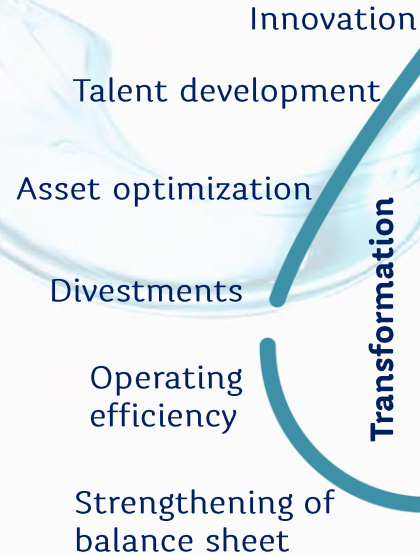 Innovation
Talent development
Asset optimization
Transformation
Divestments
Operating
efficiency
Strengthening of
balance sheet